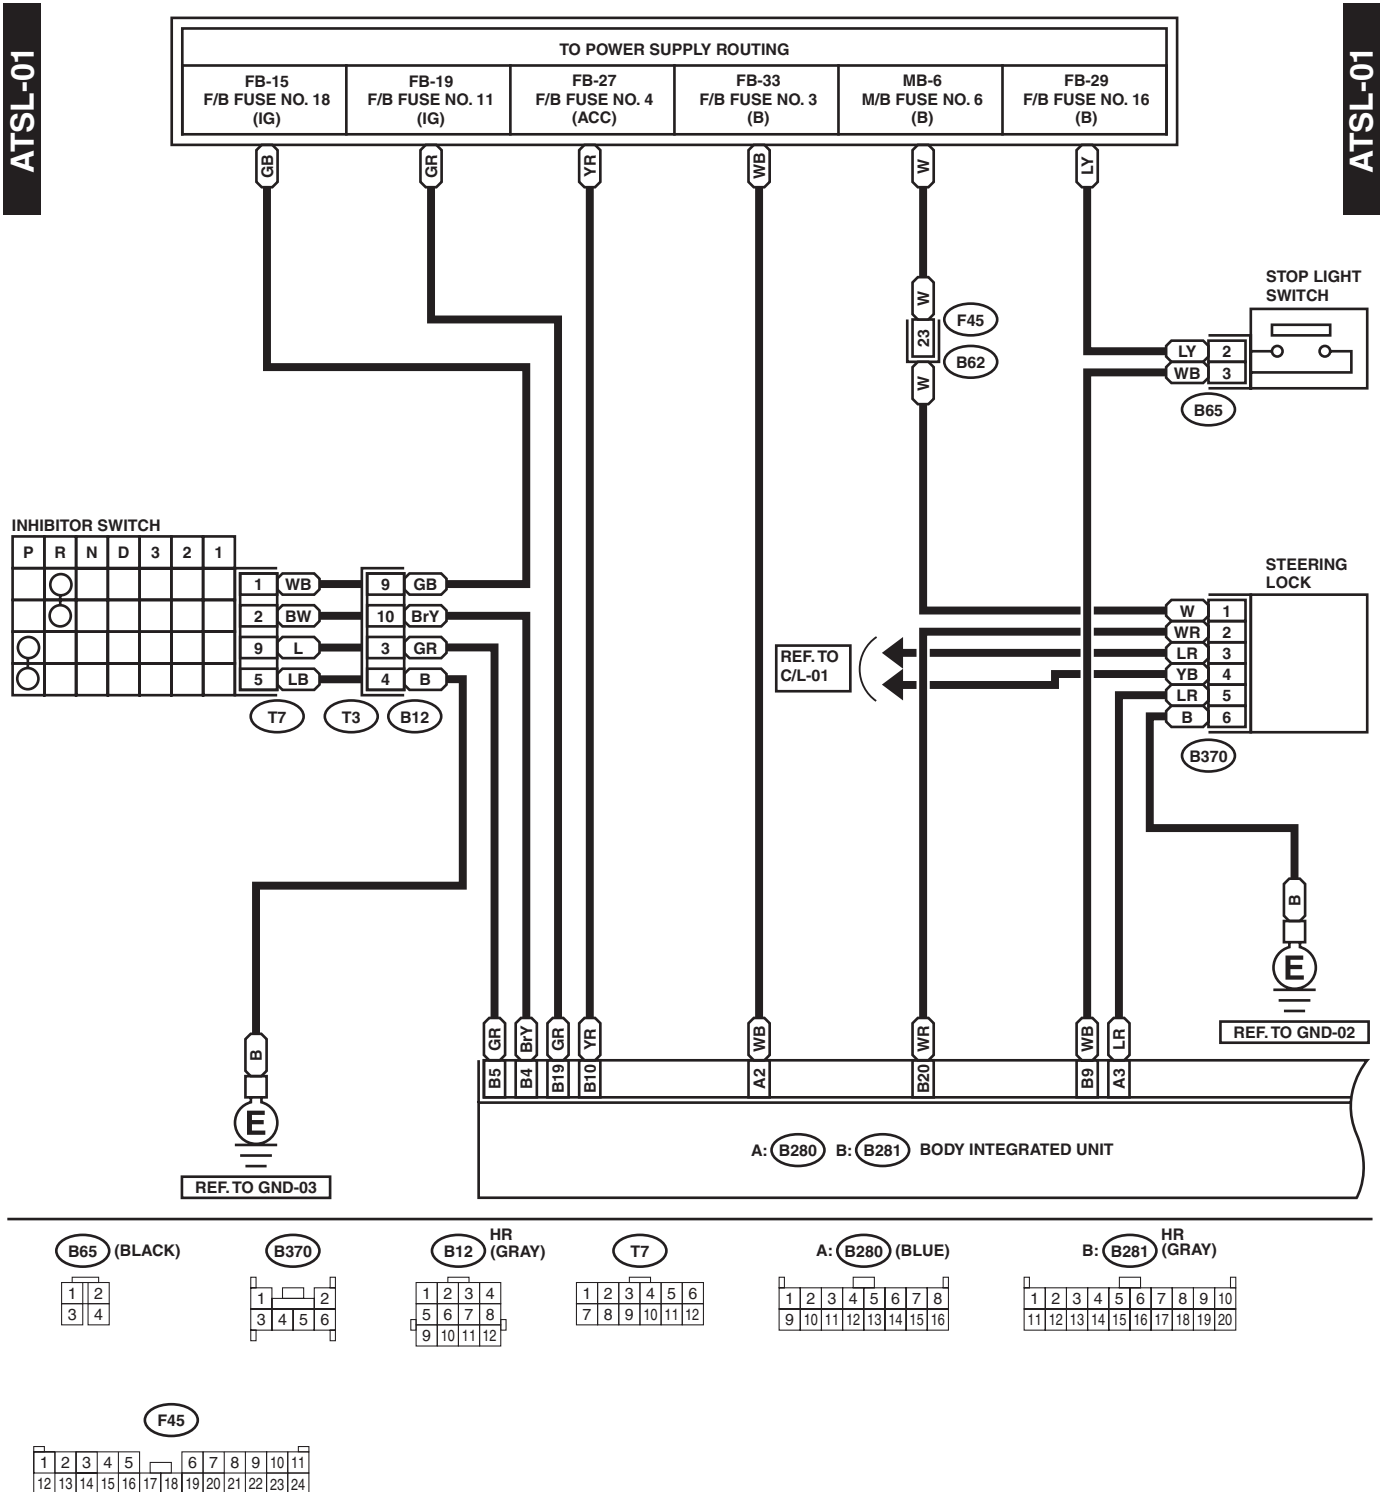 ATSL-01
ATSL-01
TO POWER SUPPLY ROUTING
FB-15
F/B FUSE NO. 18
(IG)
FB-19
F/B FUSE NO. 11
(IG)
FB-27
F/B FUSE NO. 4
(ACC)
FB-33
F/B FUSE NO. 3
(B)
MB-6
M/B FUSE NO. 6
(B)
FB-29
F/B FUSE NO. 16
(B)
GB
GR
YR
WB
W
LY
W
23
W
F45
B62
STOP LIGHT
SWITCH
LY 2
WB 3
B65
INHIBITOR SWITCH
P R N D 3 2 1
1 WB 9 GB
2 BW 10 BrY
9 L 3 GR
5 LB 4 B
T7 T3 B12
STEERING
LOCK
W 1
WR 2
LR 3
YB 4
LR 5
B 6
B370
REF. TO
C/L-01
B
E
REF. TO GND-02
B
E
REF. TO GND-03
GR BrY GR YR WB WR WB LR
B5 B4 B19 B10 A2 B20 B9 A3
A: B280 B: B281 BODY INTEGRATED UNIT
B65 (BLACK)
1 2
3 4
B370
1 2
3 4 5 6
B12 HR
(GRAY)
1 2 3 4
5 6 7 8
9 10 11 12
T7
1 2 3 4 5 6
7 8 9 10 11 12
A: B280 (BLUE)
1 2 3 4 5 6 7 8
9 10 11 12 13 14 15 16
B: B281 HR
(GRAY)
1 2 3 4 5 6 7 8 9 10
11 12 13 14 15 16 17 18 19 20
F45
1 2 3 4 5 6 7 8 9 10 11
12 13 14 15 16 17 18 19 20 21 22 23 24